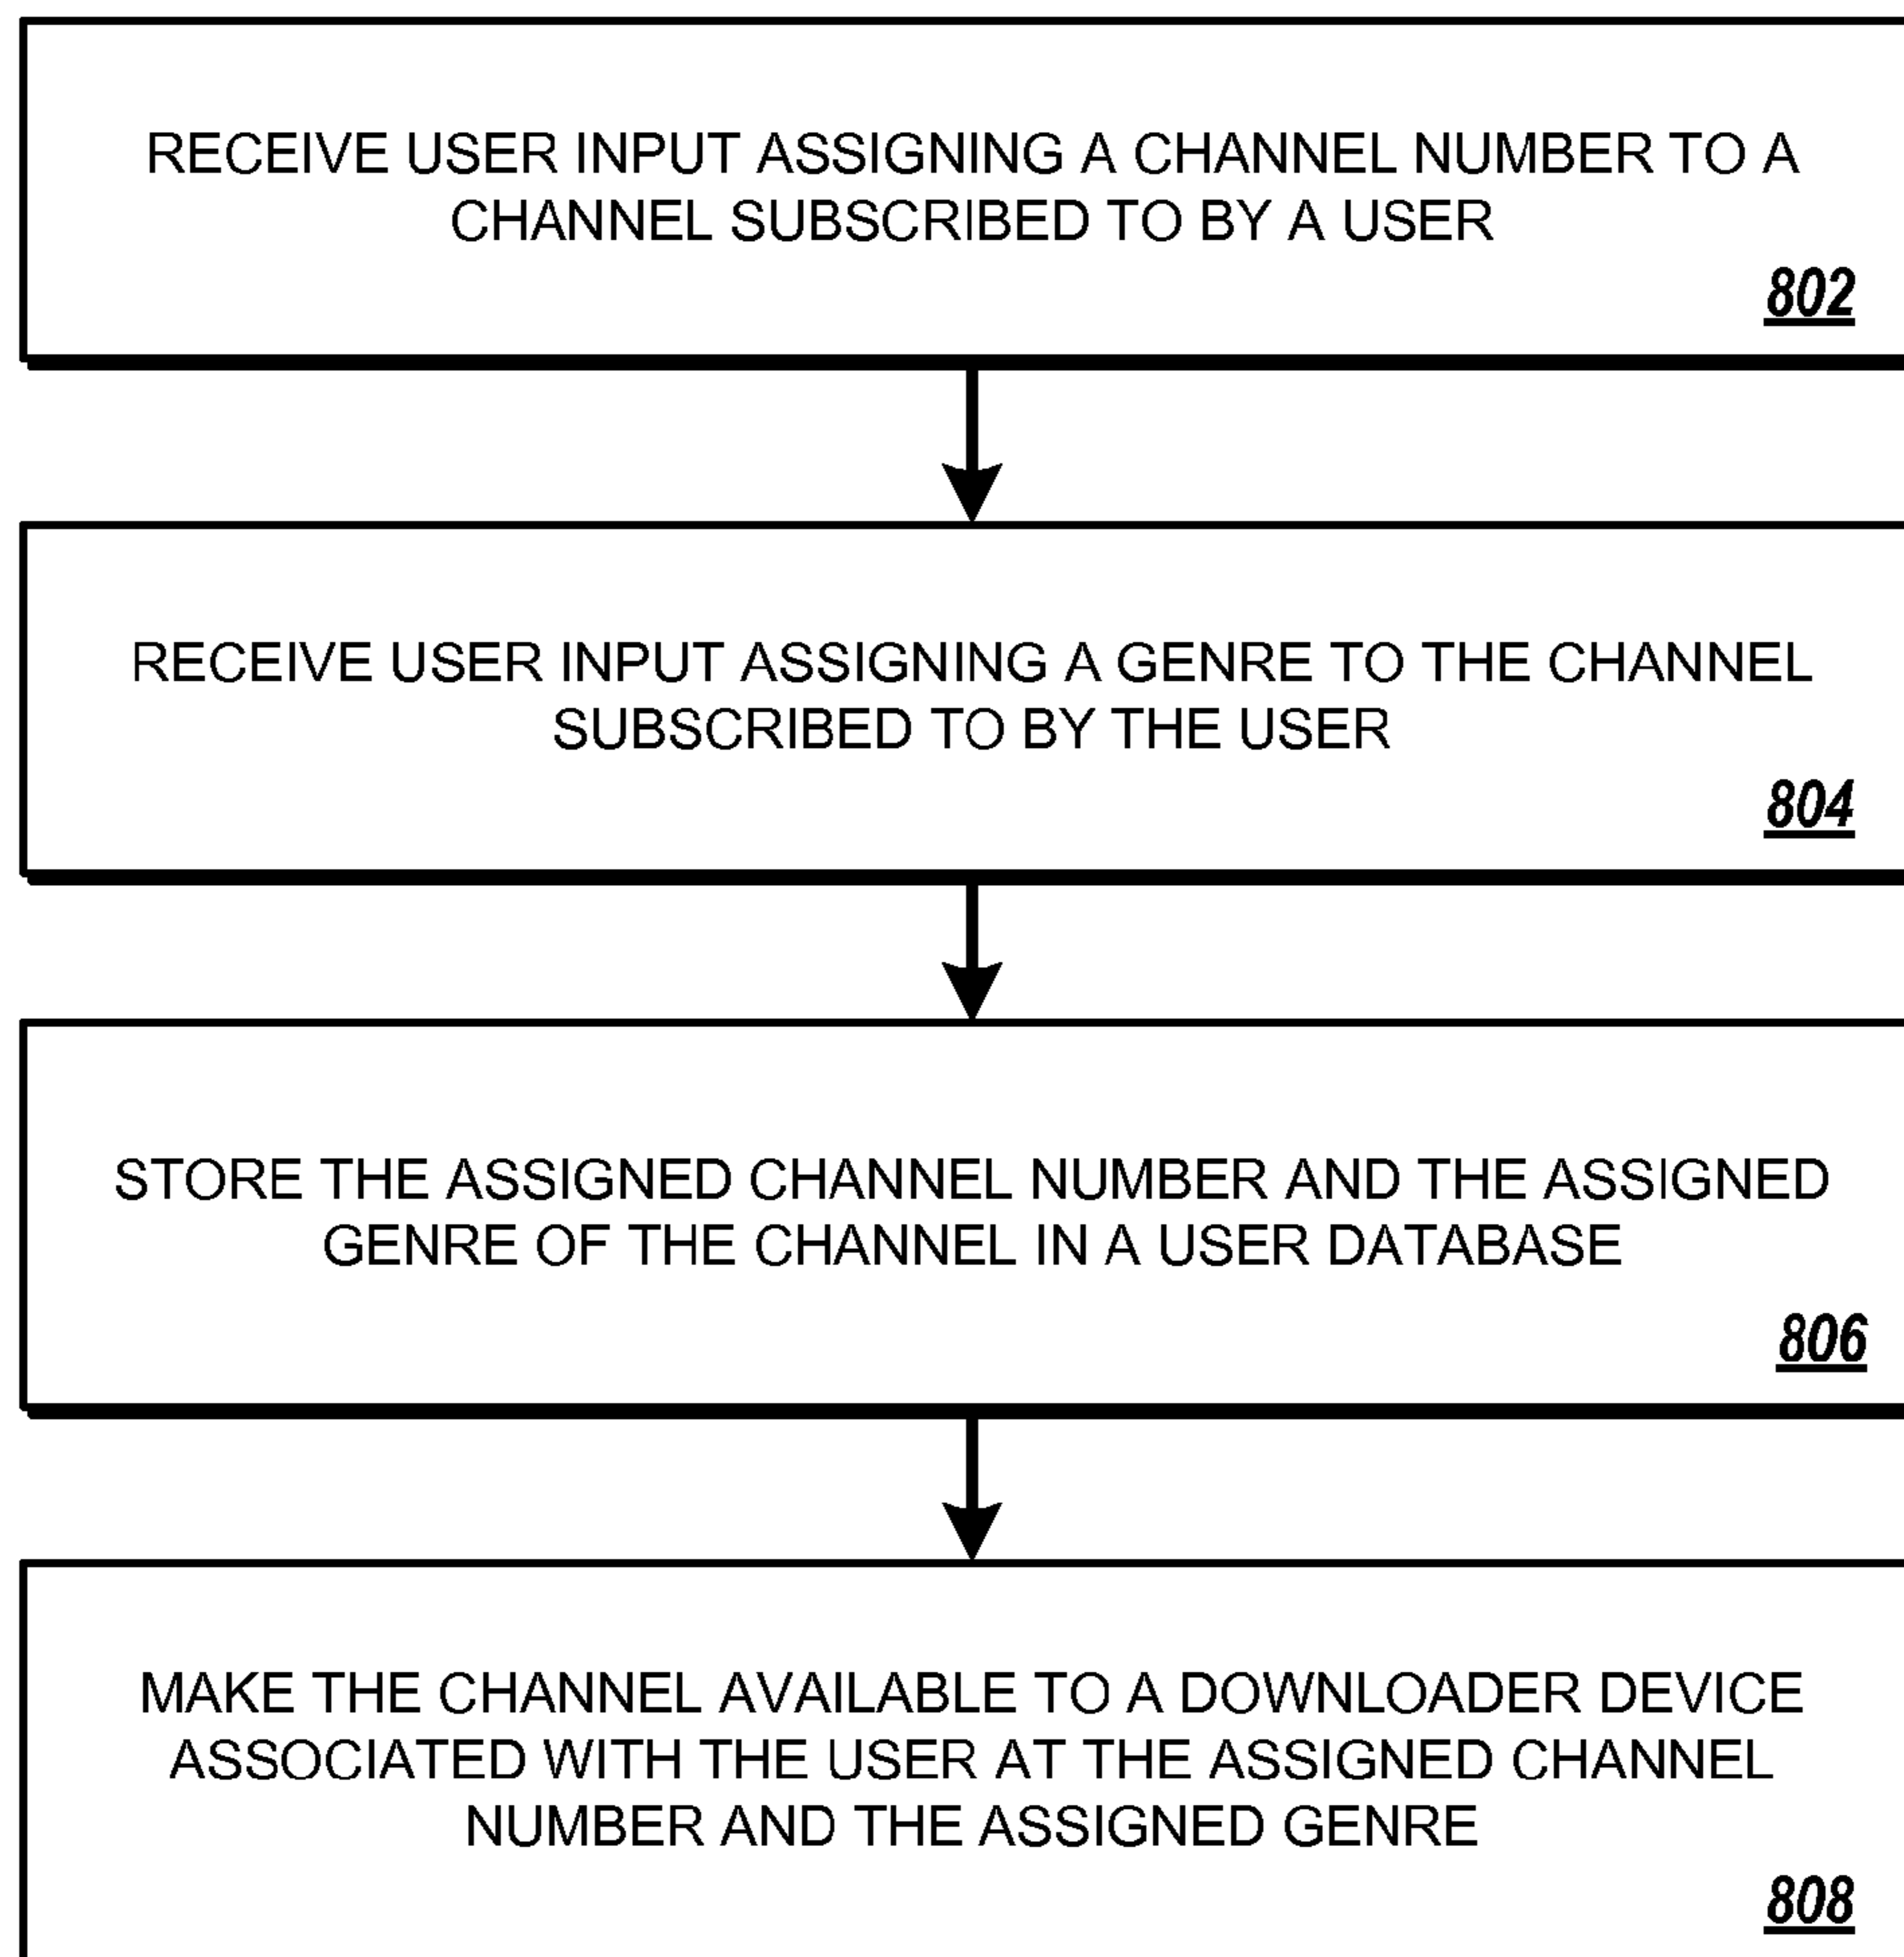 RECEIVE USER INPUT ASSIGNING A CHANNEL NUMBER TO A
CHANNEL SUBSCRIBED TO BY A USER
802
RECEIVE USER INPUT ASSIGNING A GENRE TO THE CHANNEL
SUBSCRIBED TO BY THE USER
804
STORE THE ASSIGNED CHANNEL NUMBER AND THE ASSIGNED
GENRE OF THE CHANNEL IN A USER DATABASE
806
MAKE THE CHANNEL AVAILABLE TO A DOWNLOADER DEVICE
ASSOCIATED WITH THE USER AT THE ASSIGNED CHANNEL
NUMBER AND THE ASSIGNED GENRE
808